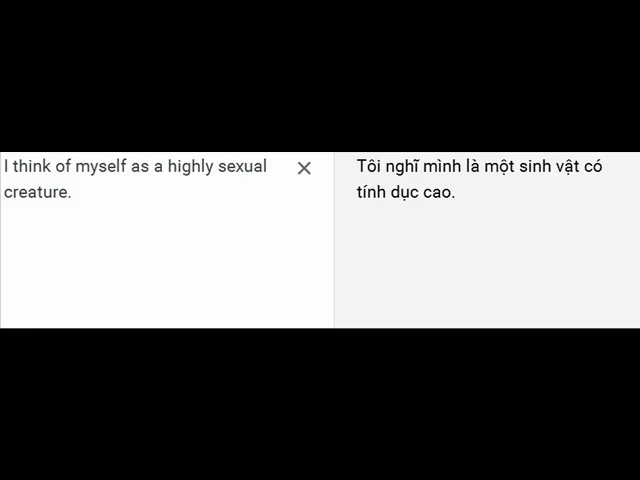 I think of myself as a highly sexual
creature.
Tôi nghĩ mình là một sinh vật có
tính dục cao.